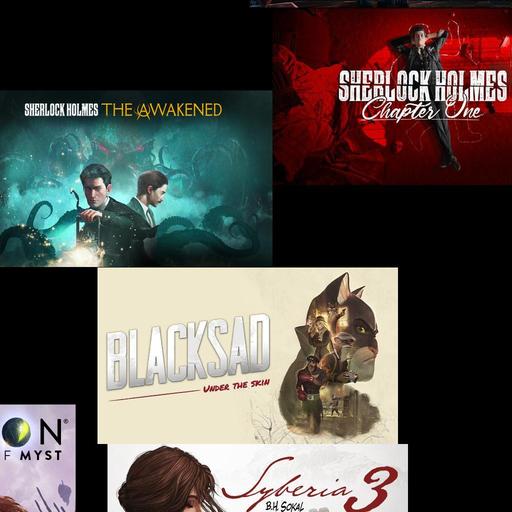 SHERLOCK HOLMES
Chapter One
SHERLOCK HOLMES THE AWAKENED
BLACKSAD
UNDER THE SKIN
ON®
F MYST
Syberia 3
B.H. SOKAL